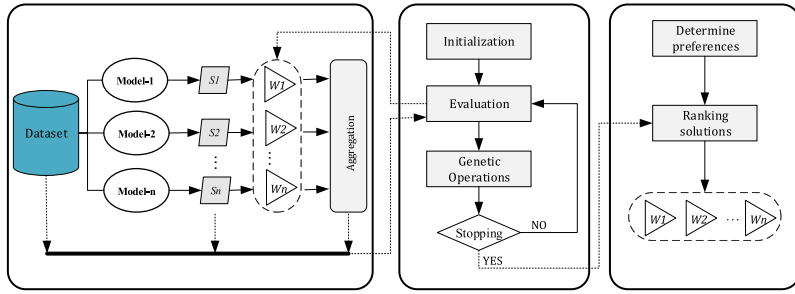 Dataset
Model-1
S1
W1
Model-2
S2
W2
Model-n
Sn
Wn
Aggregation
Initialization
Evaluation
Genetic
Operations
Stopping
NO
YES
Determine
preferences
Ranking
solutions
W1 W2 ··· Wn